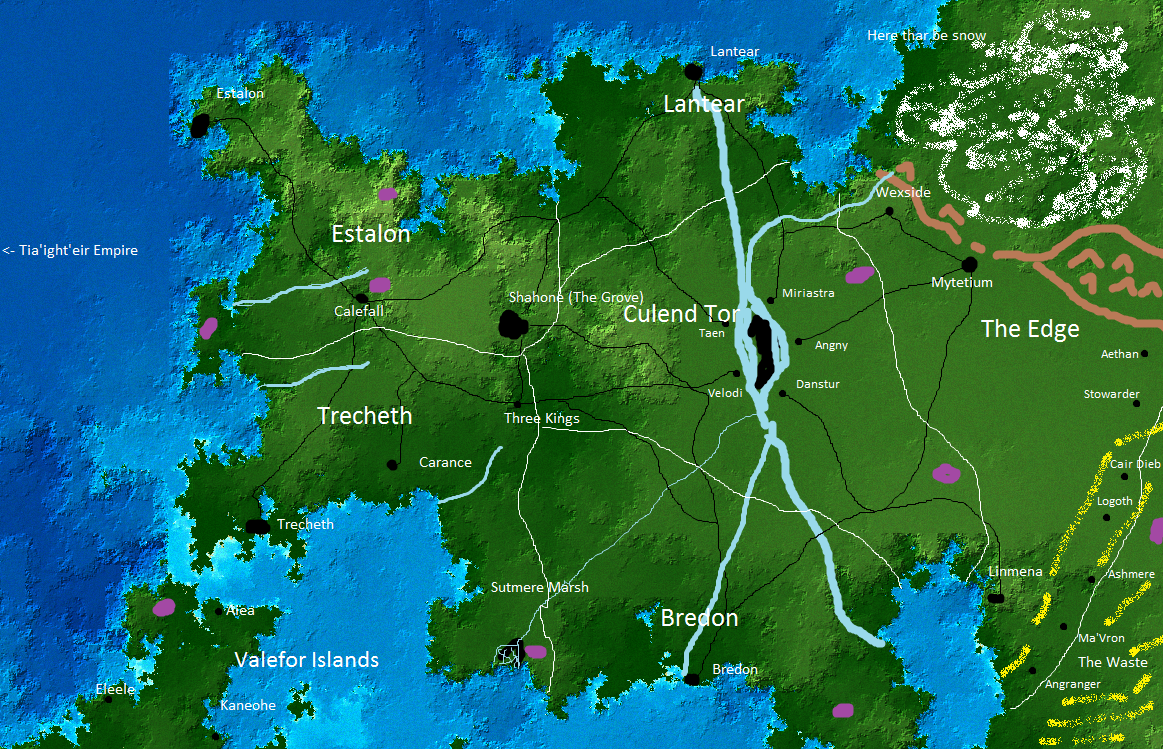 Here thar be snow
Lantear
Estalon
Lantear
Wexside
Estalon
<- Tia'ight'eir Empire
Mytetium
Miriastra
Shahone (The Grove)
Calefall
Culend Tor
Taen
The Edge
Angny
Aethan
Danstur
Velodi
Stowarder
Trecheth
Three Kings
Carance
Cair Dieb
Logoth
Trecheth
Linmena
Ashmere
Sutmere Marsh
Aiea
Bredon
Ma'Vron
Valefor Islands
The Waste
Bredon
Angranger
Eleele
Kaneohe